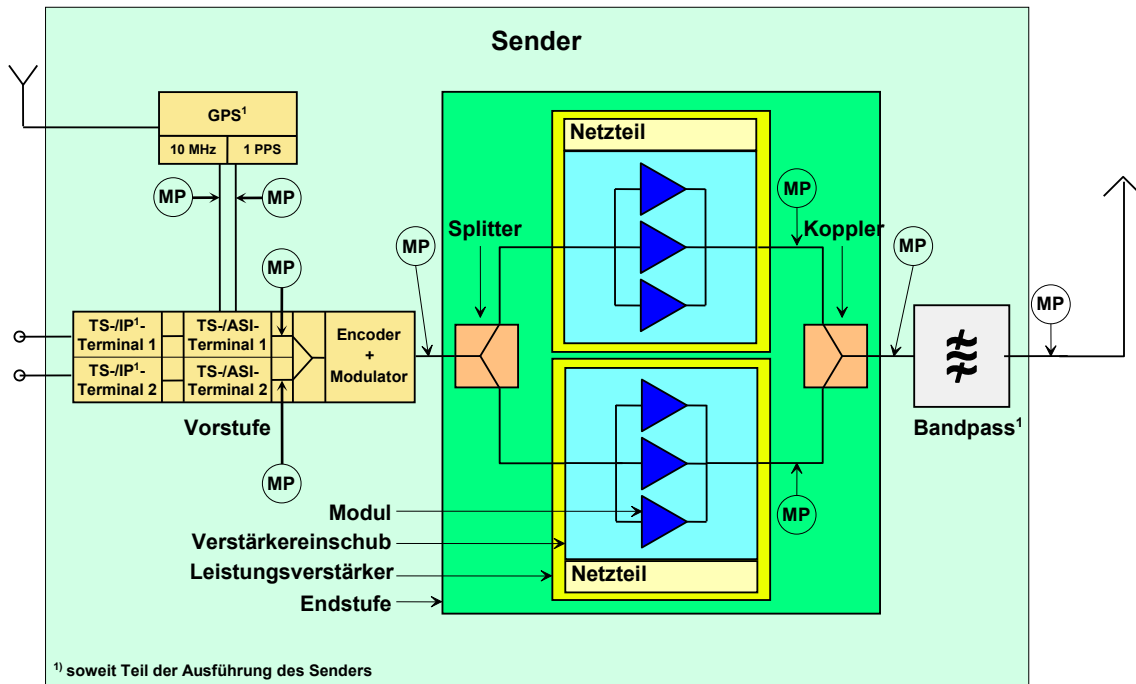 Sender
GPS¹
10 MHz
1 PPS
MP
MP
Netzteil
MP
Splitter
Koppler
MP
MP
MP
MP
TS-/IP¹-
Terminal 1
TS-/ASI-
Terminal 1
Encoder
+
Modulator
TS-/IP¹-
Terminal 2
TS-/ASI-
Terminal 2
Vorstufe
MP
Bandpass¹
MP
Modul
Verstärkereinschub
Leistungsverstärker
Netzteil
Endstufe
¹⁾ soweit Teil der Ausführung des Senders